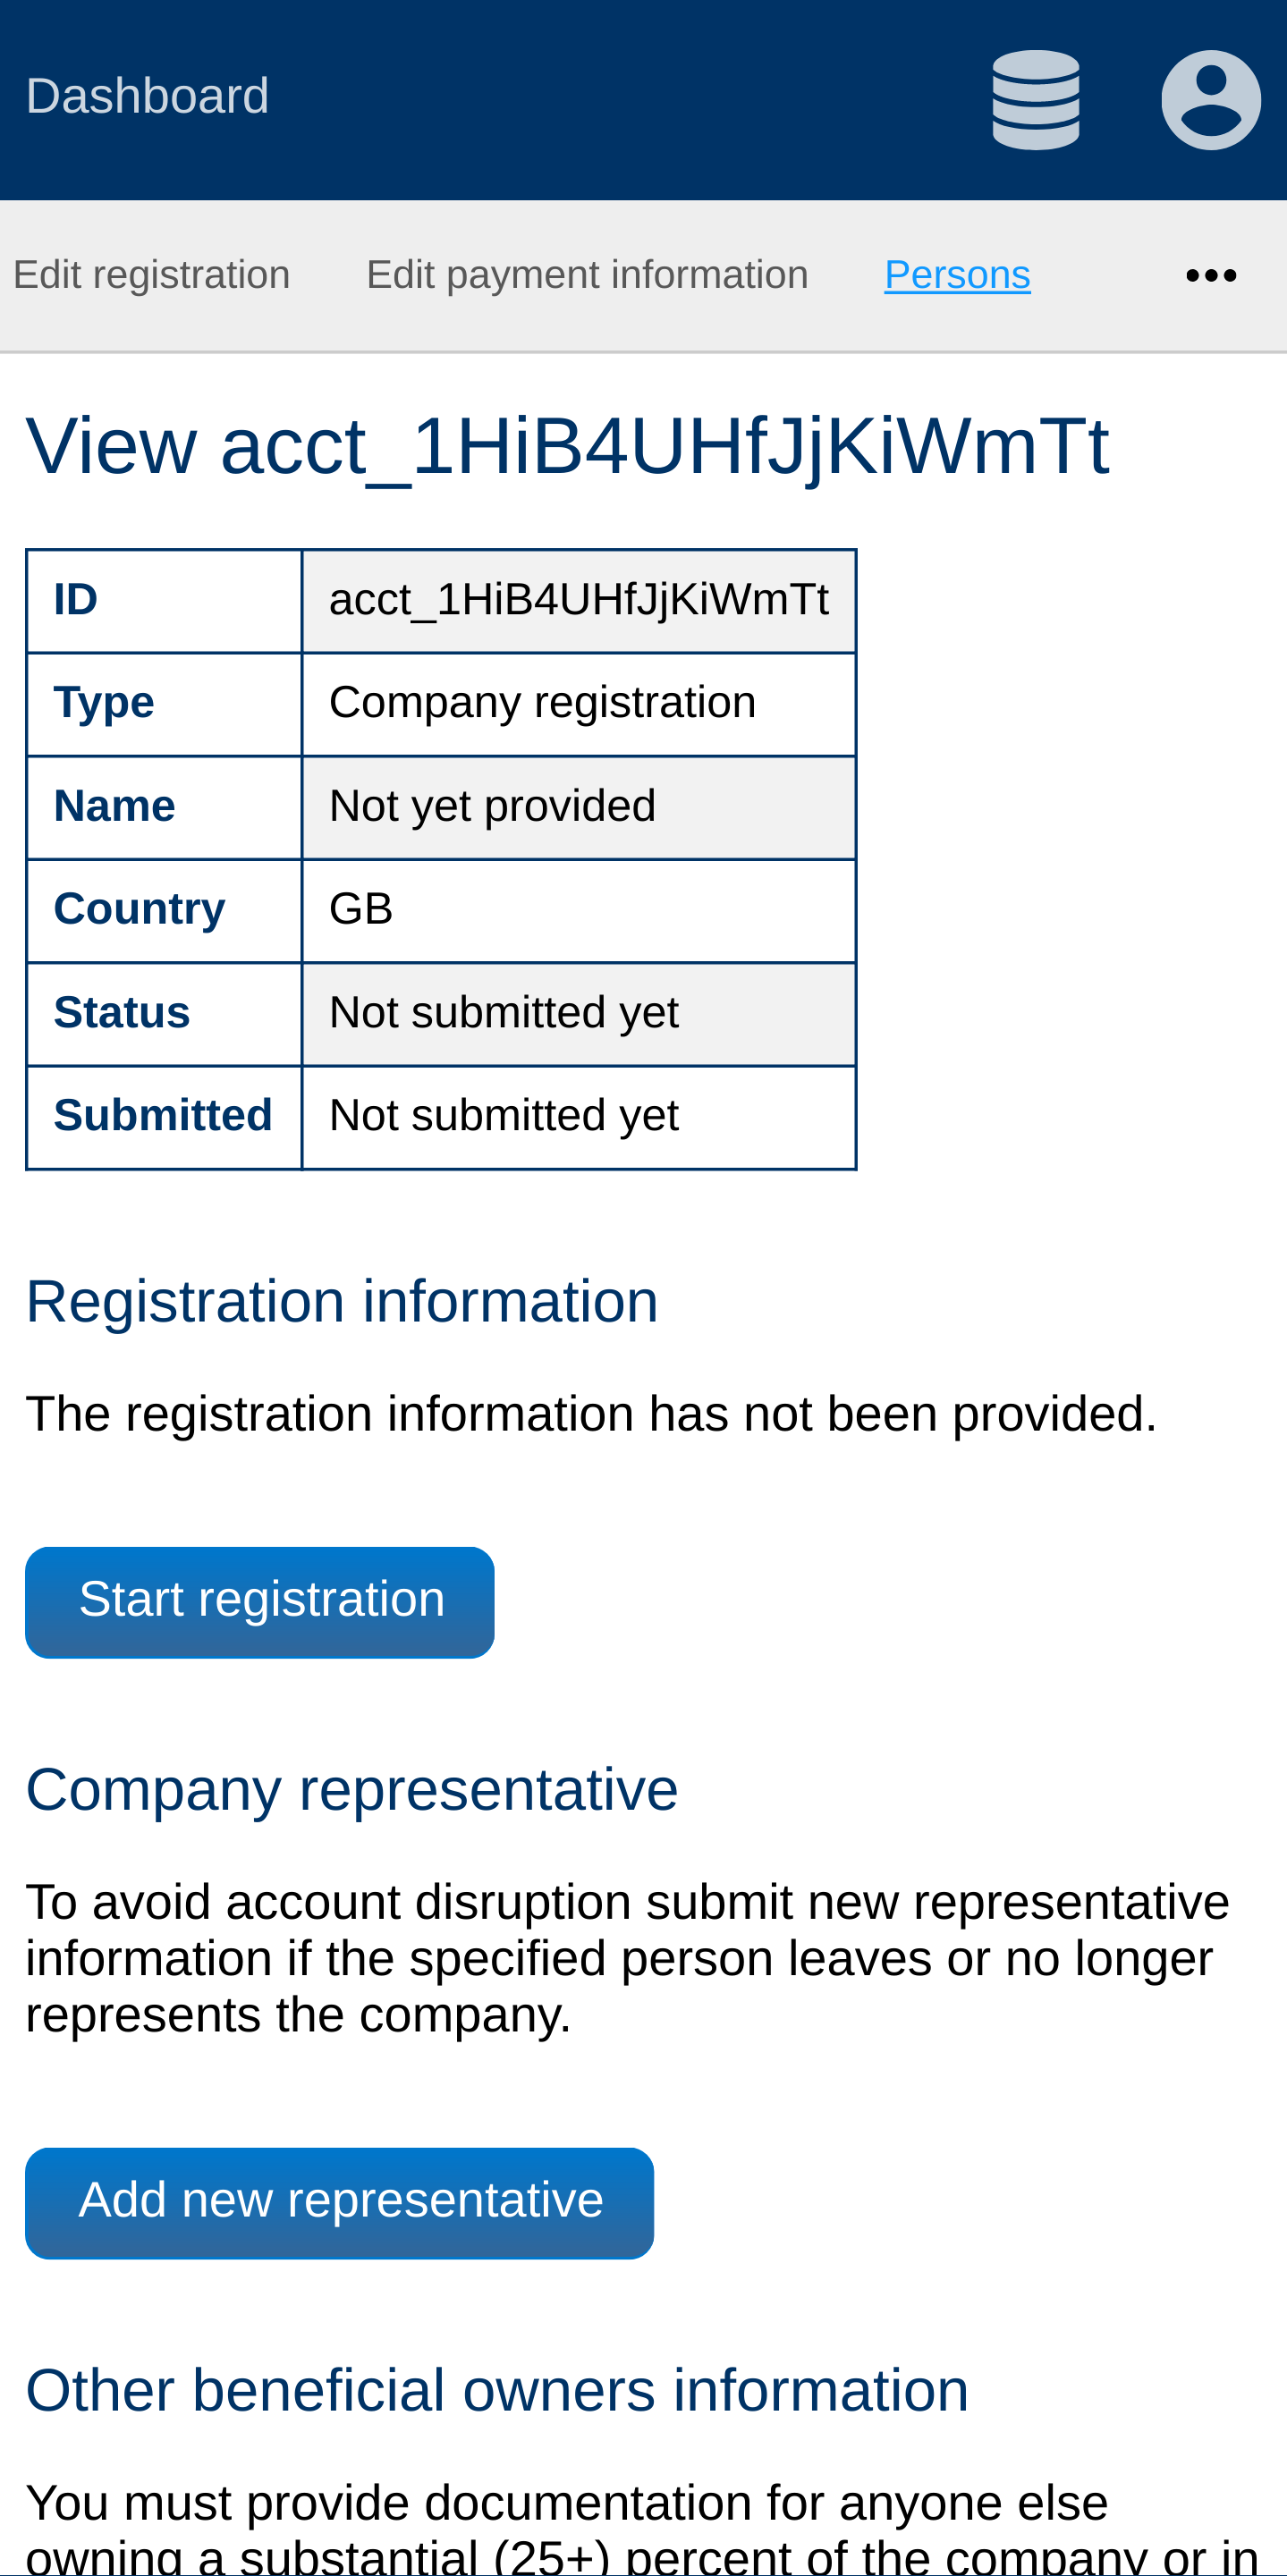 Dashboard
Edit registration Edit payment information Persons •••
View acct_1HiB4UHfJjKiWmTt
ID acct_1HiB4UHfJjKiWmTt
Type Company registration
Name Not yet provided
Country GB
Status Not submitted yet
Submitted Not submitted yet
Registration information
The registration information has not been provided.
Start registration
Company representative
To avoid account disruption submit new representative
information if the specified person leaves or no longer
represents the company.
Add new representative
Other beneficial owners information
You must provide documentation for anyone else
owning a substantial (25+) percent of the company or in